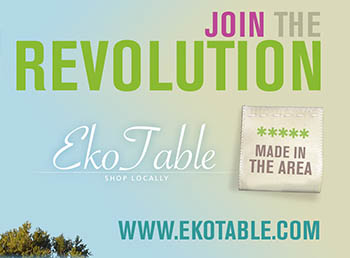 JOIN THE
REVOLUTION
EkoTable
SHOP LOCALLY
*****
MADE IN
THE AREA
WWW.EKOTABLE.COM